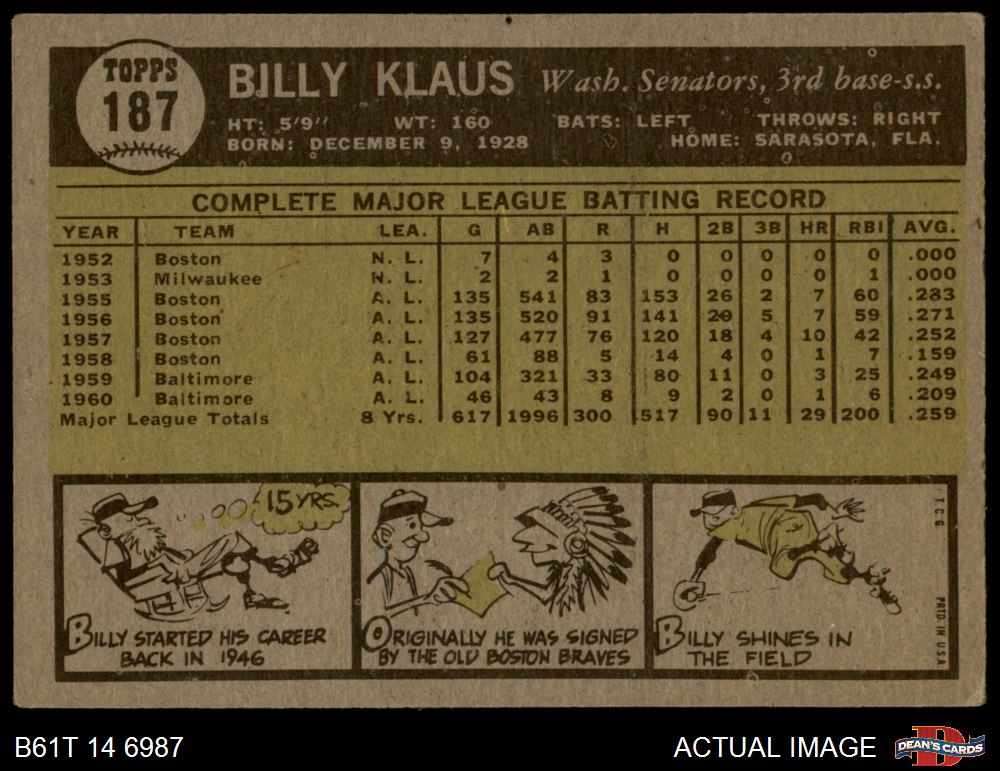 TOPPS
187
BILLY KLAUS Wash. Senators, 3rd base-s.s.
HT: 5'9" WT: 160 BATS: LEFT THROWS: RIGHT
BORN: DECEMBER 9, 1928 HOME: SARASOTA, FLA.
COMPLETE MAJOR LEAGUE BATTING RECORD
YEAR TEAM LEA. G AB R H 2B 3B HR RBI AVG.
1952 Boston N. L. 7 4 3 0 0 0 0 0 .000
1953 Milwaukee N. L. 2 2 1 0 0 0 0 1 .000
1955 Boston A. L. 135 541 83 153 26 2 7 60 .283
1956 Boston A. L. 135 520 91 141 29 5 7 59 .271
1957 Boston A. L. 127 477 76 120 18 4 10 42 .252
1958 Boston A. L. 61 88 5 14 4 0 1 7 .159
1959 Baltimore A. L. 104 321 33 80 11 0 3 25 .249
1960 Baltimore A. L. 46 43 8 9 2 0 1 6 .209
Major League Totals 8 Yrs. 617 1996 300 517 90 11 29 200 .259
15 YRS.
BILLY STARTED HIS CAREER
BACK IN 1946
ORIGINALLY HE WAS SIGNED
BY THE OLD BOSTON BRAVES
BILLY SHINES IN
THE FIELD
T.C.G.
PRTD. IN U.S.A.
B61T 14 6987
ACTUAL IMAGE
D
DEAN'S CARDS